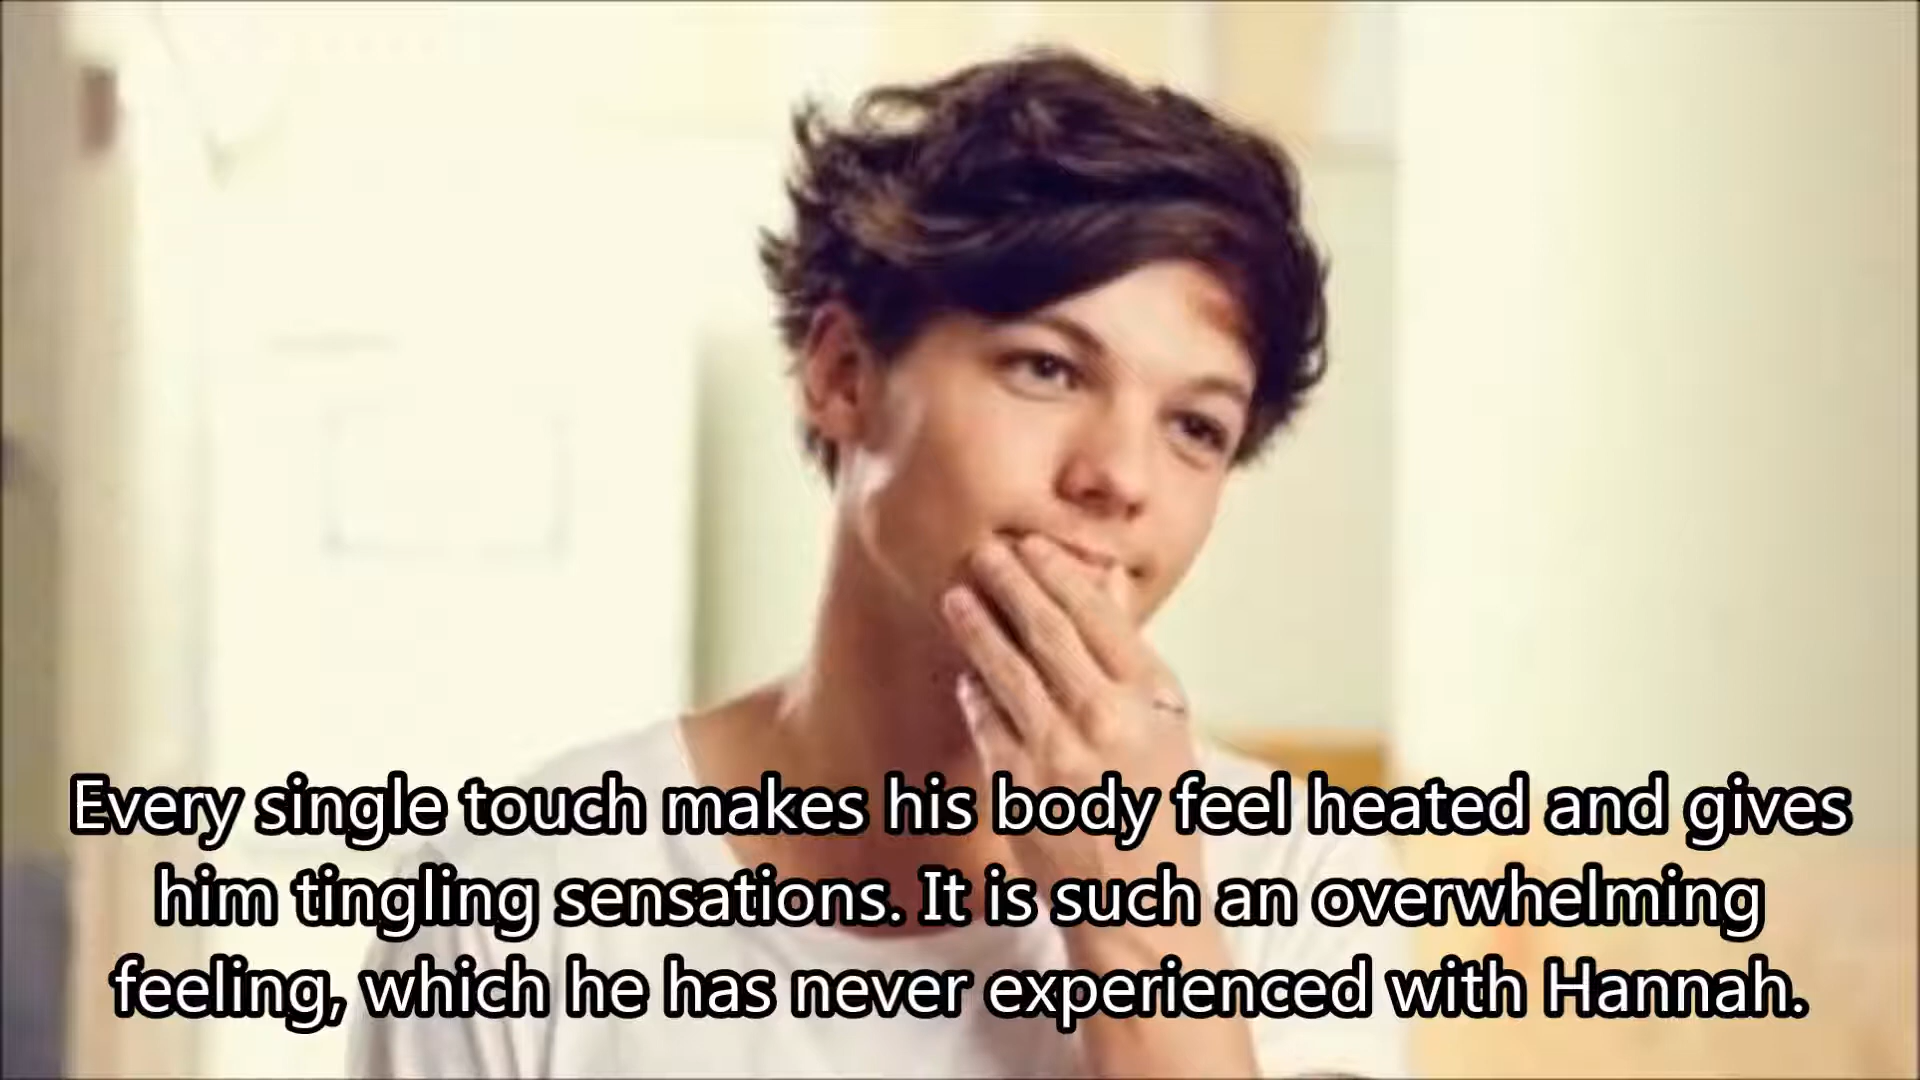 Every single touch makes his body feel heated and gives
him tingling sensations. It is such an overwhelming
feeling, which he has never experienced with Hannah.